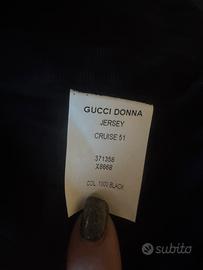 GUCCI DONNA
JERSEY
CRUISE 51
371356
X8668
COL. 1000 BLACK
subito